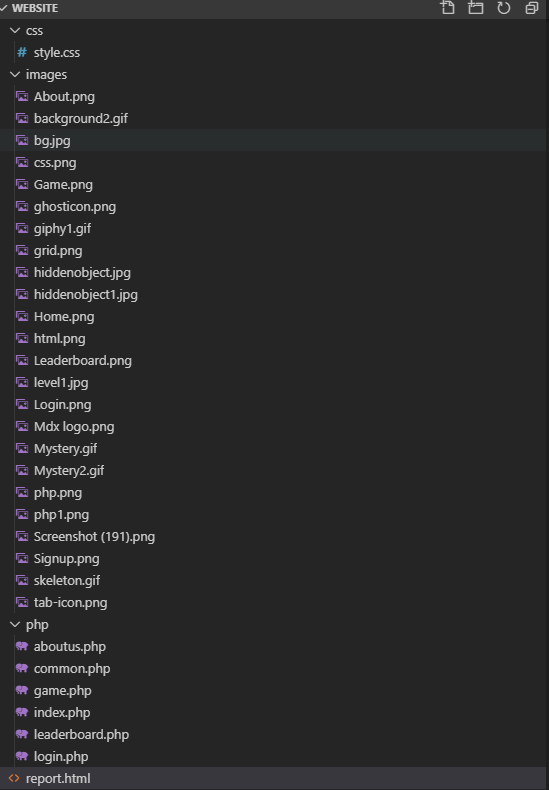 WEBSITE
css
# style.css
images
About.png
background2.gif
bg.jpg
css.png
Game.png
ghosticon.png
giphy1.gif
grid.png
hiddenobject.jpg
hiddenobject1.jpg
Home.png
html.png
Leaderboard.png
level1.jpg
Login.png
Mdx logo.png
Mystery.gif
Mystery2.gif
php.png
php1.png
Screenshot (191).png
Signup.png
skeleton.gif
tab-icon.png
php
aboutus.php
common.php
game.php
index.php
leaderboard.php
login.php
<> report.html